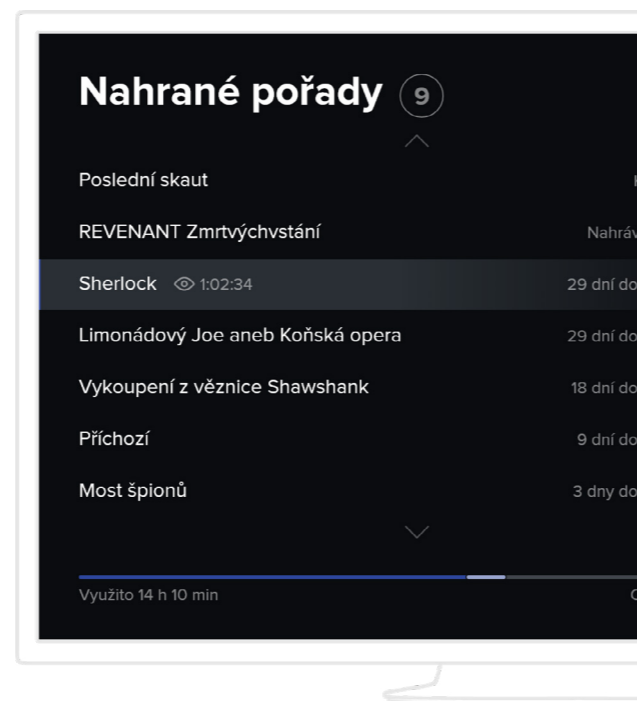 Nahrané pořady 9
Poslední skaut
REVENANT Zmrtvýchvstání
Sherlock 1:02:34 29 dní do
Limonádový Joe aneb Koňská opera 29 dní do
Vykoupení z věznice Shawshank 18 dní do
Příchozí 9 dní do
Most špionů 3 dny do
Využito 14 h 10 min